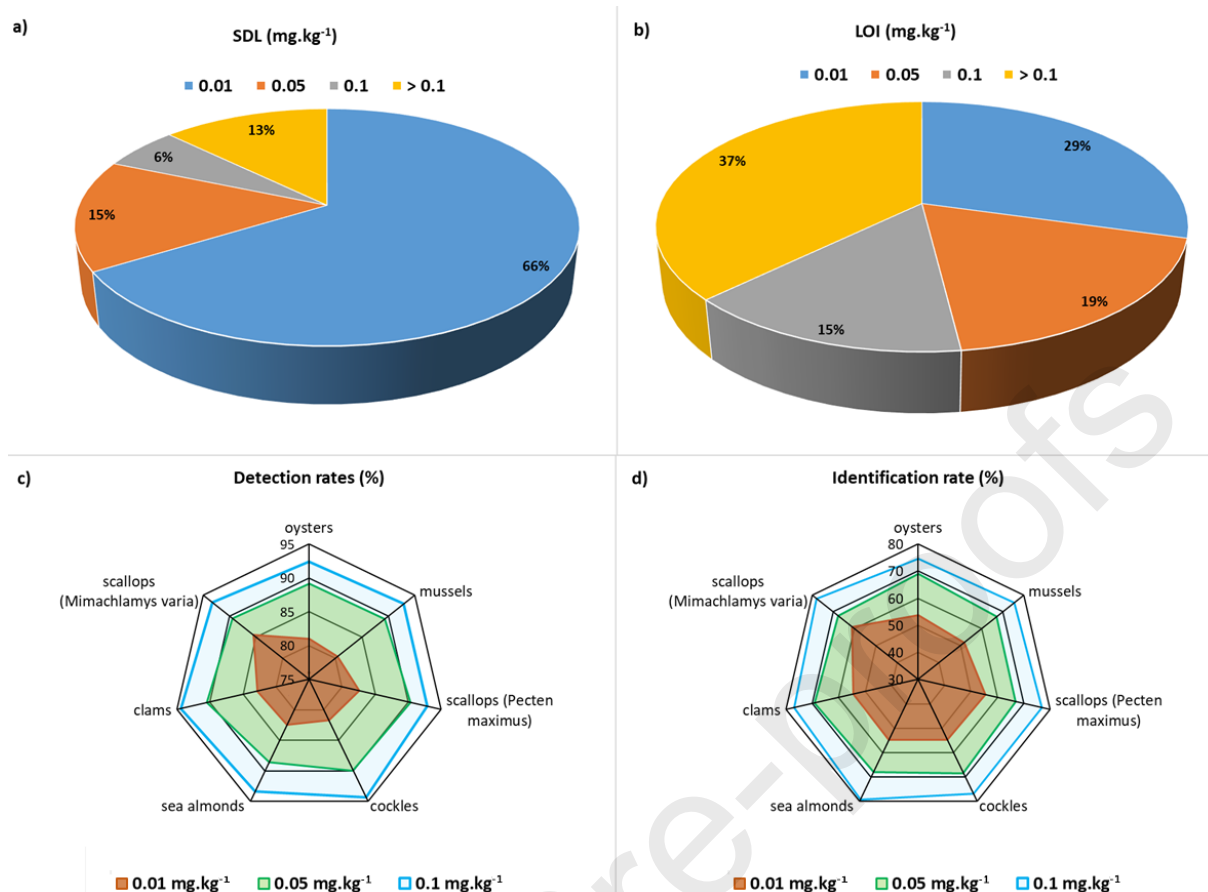 a)
SDL (mg.kg⁻¹)
0.01 0.05 0.1 > 0.1
13%
6%
15%
66%
b)
LOI (mg.kg⁻¹)
0.01 0.05 0.1 > 0.1
37%
29%
19%
15%
c)
Detection rates (%)
oysters
95
90
85
80
75
mussels
scallops (Pecten
maximus)
cockles
sea almonds
clams
scallops
(Mimachlamys varia)
0.01 mg.kg⁻¹ 0.05 mg.kg⁻¹ 0.1 mg.kg⁻¹
d)
Identification rate (%)
oysters
80
70
60
50
40
30
mussels
scallops (Pecten
maximus)
cockles
sea almonds
clams
scallops
(Mimachlamys varia)
0.01 mg.kg⁻¹ 0.05 mg.kg⁻¹ 0.1 mg.kg⁻¹
re-proofs